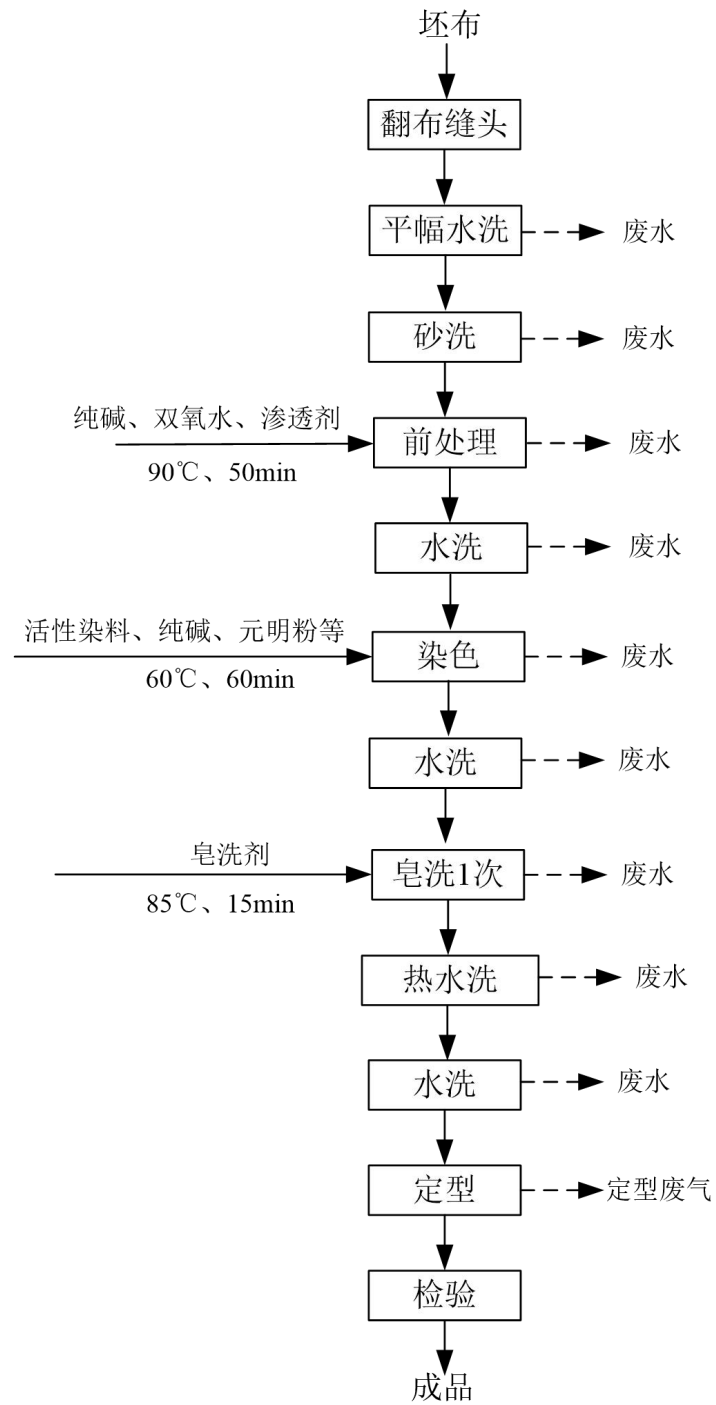 坯布
翻布缝头
平幅水洗
废水
砂洗
废水
纯碱、双氧水、渗透剂
90℃、50min
前处理
废水
水洗
废水
活性染料、纯碱、元明粉等
60℃、60min
染色
废水
水洗
废水
皂洗剂
85℃、15min
皂洗1次
废水
热水洗
废水
水洗
废水
定型
定型废气
检验
成品